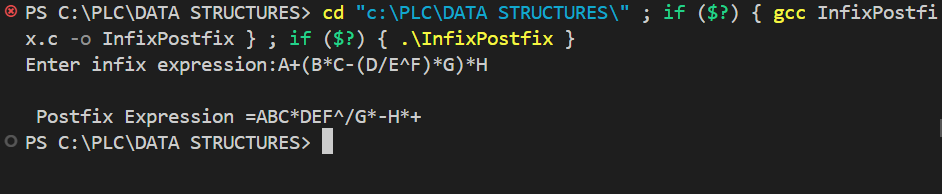 PS C:\PLC\DATA STRUCTURES> cd "c:\PLC\DATA STRUCTURES\" ; if ($?) { gcc InfixPostfi
x.c -o InfixPostfix } ; if ($?) { .\InfixPostfix }
Enter infix expression:A+(B*C-(D/E^F)*G)*H
Postfix Expression =ABC*DEF^/G*-H*+
PS C:\PLC\DATA STRUCTURES>